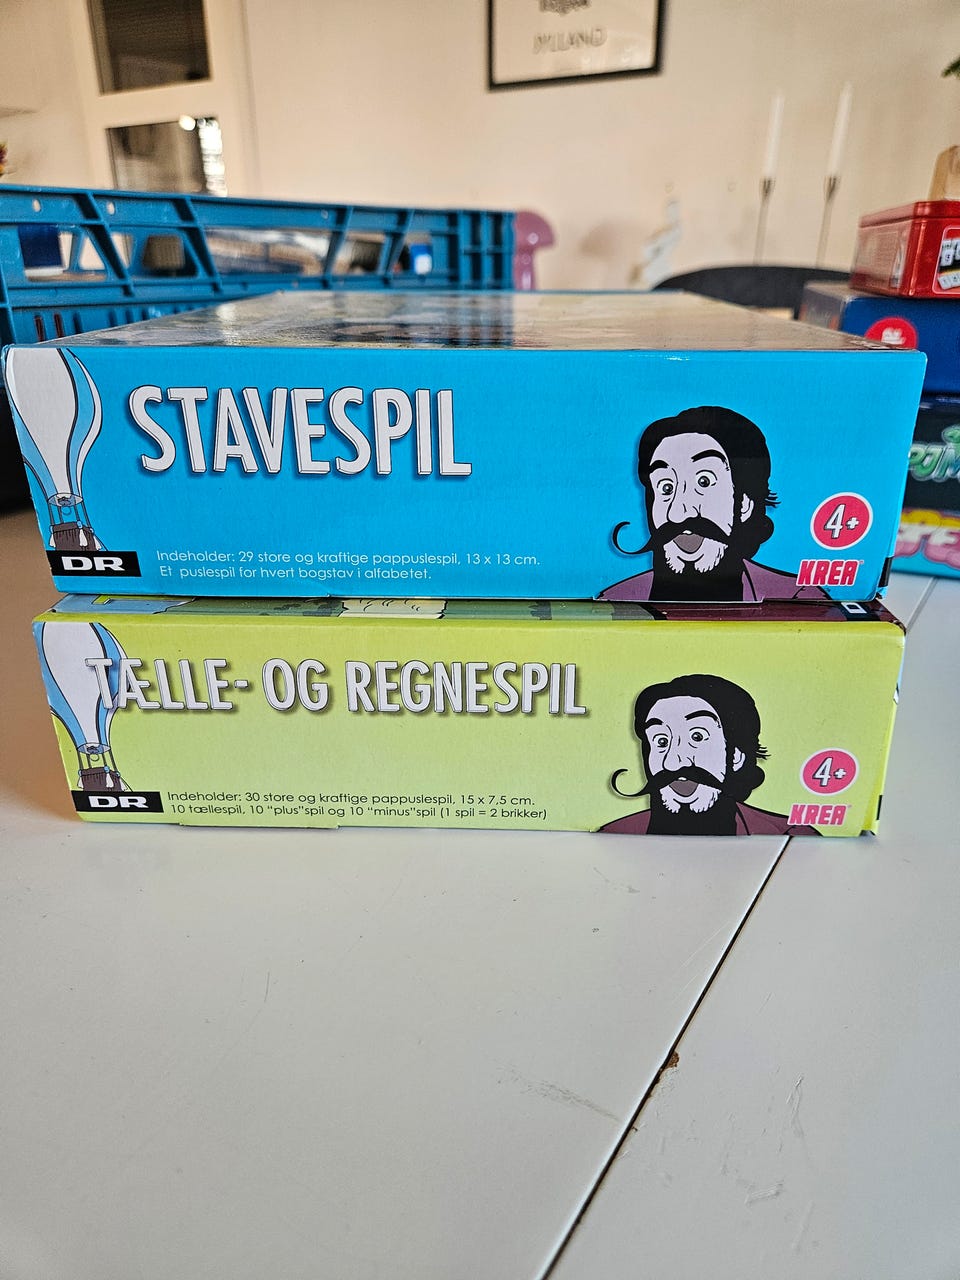 JYLLAND
STAVESPIL
4+
DR
Indeholder: 29 store og kraftige pappuslespil, 13 x 13 cm.
Et puslespil for hvert bogstav i alfabetet.
KREA
TÆLLE- OG REGNESPIL
4+
DR
Indeholder: 30 store og kraftige pappuslespil, 15 x 7,5 cm.
10 tællespil, 10 "plus"spil og 10 "minus"spil (1 spil = 2 brikker)
KREA